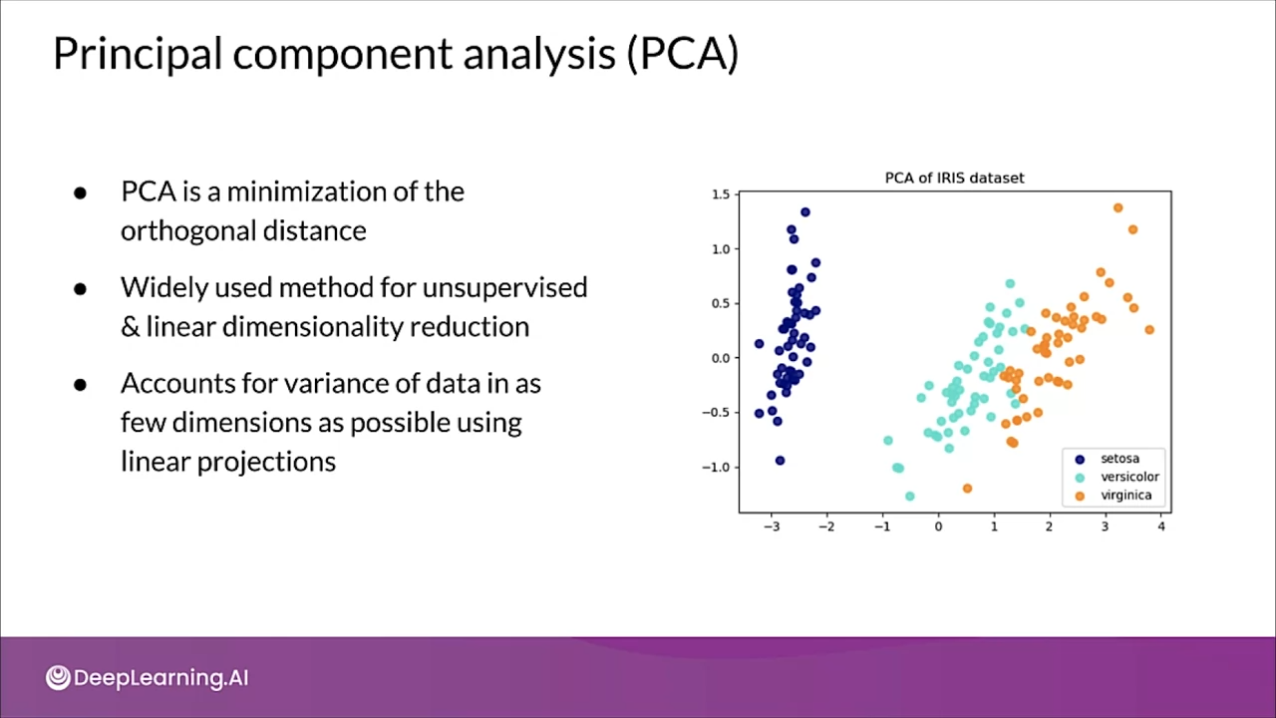 Principal component analysis (PCA)
● PCA is a minimization of the
orthogonal distance
● Widely used method for unsupervised
& linear dimensionality reduction
● Accounts for variance of data in as
few dimensions as possible using
linear projections
PCA of IRIS dataset
1.5
1.0
0.5
0.0
−0.5
−1.0
−3 −2 −1 0 1 2 3 4
setosa
versicolor
virginica
DeepLearning.AI